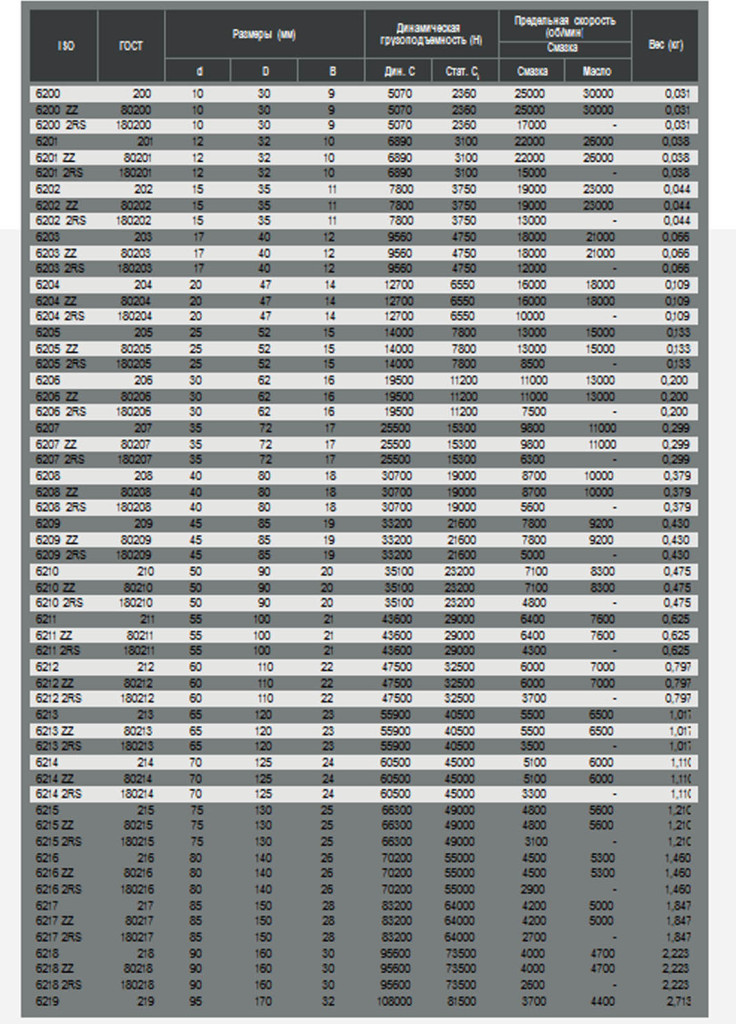 ISO ГОСТ Размеры (мм) Динамическая грузоподъемность (Н) Предельная скорость (об/мин) Вес (кг)
Смазка
d D B Дин. C Стат. C Смазка Масло
6200 200 10 30 9 5070 2360 25000 30000 0,031
6200 ZZ 80200 10 30 9 5070 2360 25000 30000 0,031
6200 2RS 180200 10 30 9 5070 2360 17000 - 0,031
6201 201 12 32 10 6890 3100 22000 26000 0,038
6201 ZZ 80201 12 32 10 6890 3100 22000 26000 0,038
6201 2RS 180201 12 32 10 6890 3100 15000 - 0,038
6202 202 15 35 11 7800 3750 19000 23000 0,044
6202 ZZ 80202 15 35 11 7800 3750 19000 23000 0,044
6202 2RS 180202 15 35 11 7800 3750 13000 - 0,044
6203 203 17 40 12 9560 4750 18000 21000 0,066
6203 ZZ 80203 17 40 12 9560 4750 18000 21000 0,066
6203 2RS 180203 17 40 12 9560 4750 12000 - 0,066
6204 204 20 47 14 12700 6550 16000 18000 0,109
6204 ZZ 80204 20 47 14 12700 6550 16000 18000 0,109
6204 2RS 180204 20 47 14 12700 6550 10000 - 0,109
6205 205 25 52 15 14000 7800 13000 15000 0,133
6205 ZZ 80205 25 52 15 14000 7800 13000 15000 0,133
6205 2RS 180205 25 52 15 14000 7800 8500 - 0,133
6206 206 30 62 16 19500 11200 11000 13000 0,200
6206 ZZ 80206 30 62 16 19500 11200 11000 13000 0,200
6206 2RS 180206 30 62 16 19500 11200 7500 - 0,200
6207 207 35 72 17 25500 15300 9800 11000 0,299
6207 ZZ 80207 35 72 17 25500 15300 9800 11000 0,299
6207 2RS 180207 35 72 17 25500 15300 6300 - 0,299
6208 208 40 80 18 30700 19000 8700 10000 0,379
6208 ZZ 80208 40 80 18 30700 19000 8700 10000 0,379
6208 2RS 180208 40 80 18 30700 19000 5600 - 0,379
6209 209 45 85 19 33200 21600 7800 9200 0,430
6209 ZZ 80209 45 85 19 33200 21600 7800 9200 0,430
6209 2RS 180209 45 85 19 33200 21600 5000 - 0,430
6210 210 50 90 20 35100 23200 7100 8300 0,475
6210 ZZ 80210 50 90 20 35100 23200 7100 8300 0,475
6210 2RS 180210 50 90 20 35100 23200 4800 - 0,475
6211 211 55 100 21 43600 29000 6400 7600 0,625
6211 ZZ 80211 55 100 21 43600 29000 6400 7600 0,625
6211 2RS 180211 55 100 21 43600 29000 4300 - 0,625
6212 212 60 110 22 47500 32500 6000 7000 0,797
6212 ZZ 80212 60 110 22 47500 32500 6000 7000 0,797
6212 2RS 180212 60 110 22 47500 32500 3700 - 0,797
6213 213 65 120 23 55900 40500 5500 6500 1,017
6213 ZZ 80213 65 120 23 55900 40500 5500 6500 1,017
6213 2RS 180213 65 120 23 55900 40500 3500 - 1,017
6214 214 70 125 24 60500 45000 5100 6000 1,110
6214 ZZ 80214 70 125 24 60500 45000 5100 6000 1,110
6214 2RS 180214 70 125 24 60500 45000 3300 - 1,110
6215 215 75 130 25 66300 49000 4800 5600 1,210
6215 ZZ 80215 75 130 25 66300 49000 4800 5600 1,210
6215 2RS 180215 75 130 25 66300 49000 3100 - 1,210
6216 216 80 140 26 70200 55000 4500 5300 1,460
6216 ZZ 80216 80 140 26 70200 55000 4500 5300 1,460
6216 2RS 180216 80 140 26 70200 55000 2900 - 1,460
6217 217 85 150 28 83200 64000 4200 5000 1,847
6217 ZZ 80217 85 150 28 83200 64000 4200 5000 1,847
6217 2RS 180217 85 150 28 83200 64000 2700 - 1,847
6218 218 90 160 30 95600 73500 4000 4700 2,223
6218 ZZ 80218 90 160 30 95600 73500 4000 4700 2,223
6218 2RS 180218 90 160 30 95600 73500 2600 - 2,223
6219 219 95 170 32 108000 81500 3700 4400 2,713